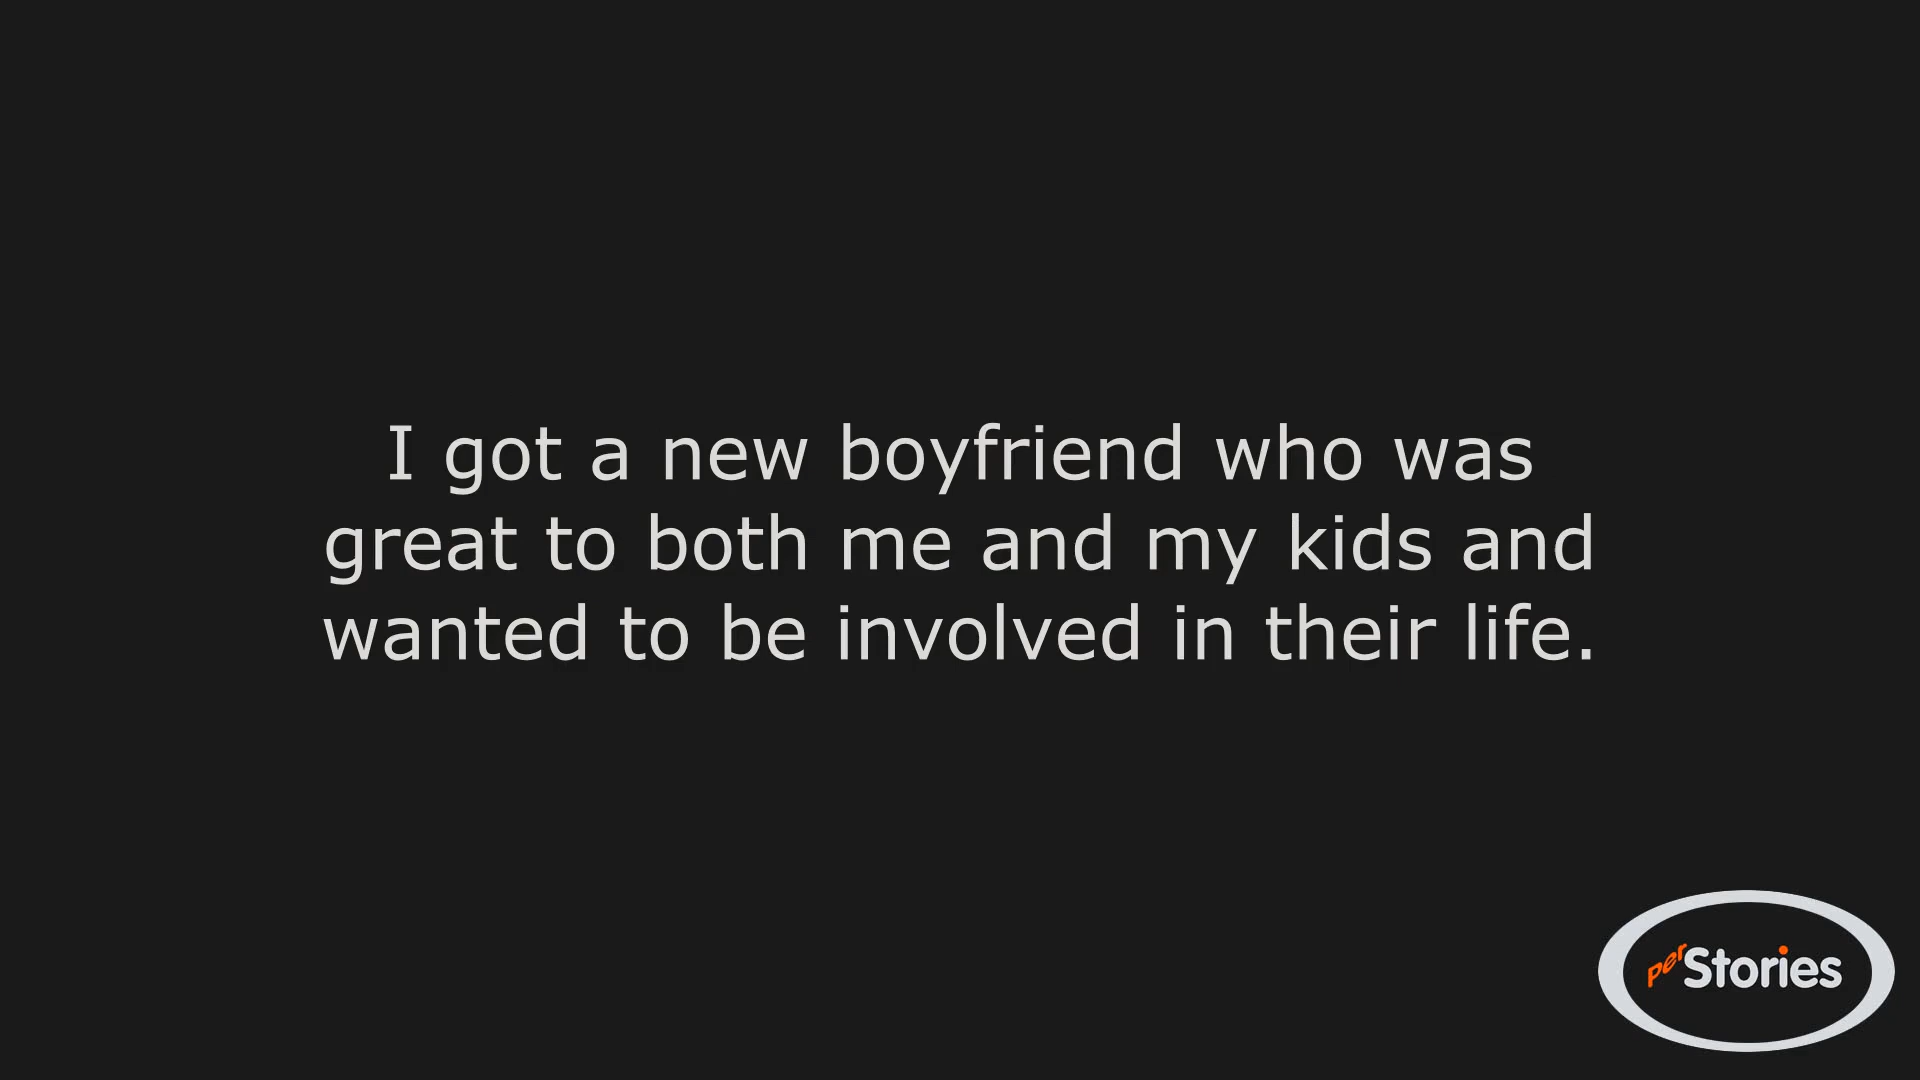 I got a new boyfriend who was
great to both me and my kids and
wanted to be involved in their life.
perStories